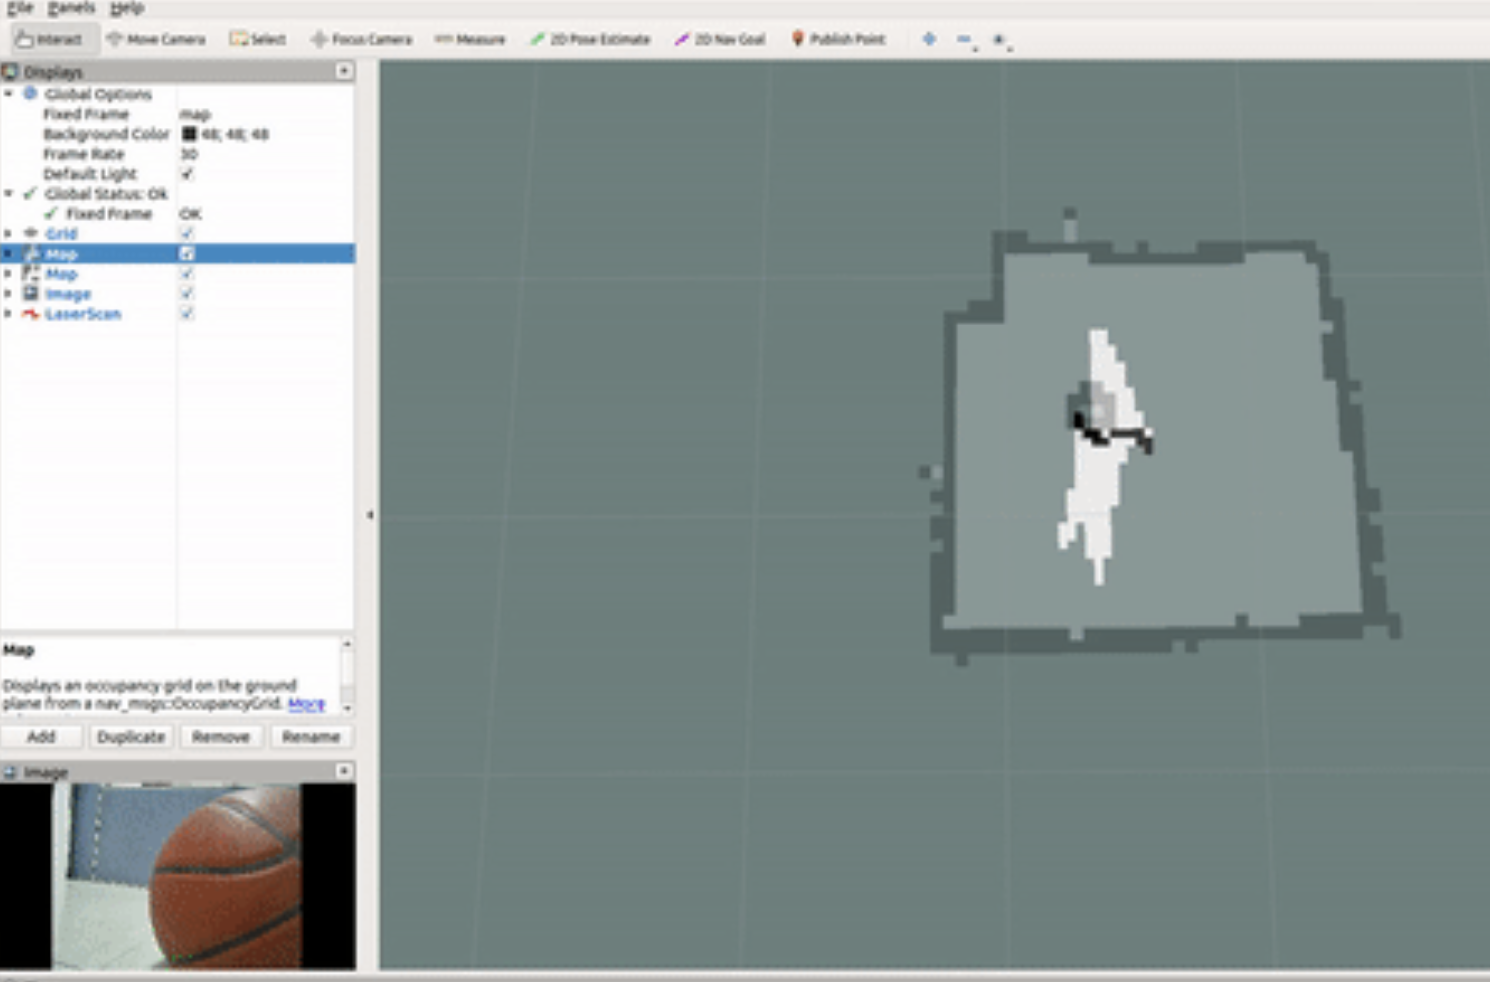 File Panels Help
Interact Move Camera Select Focus Camera Measure 2D Pose Estimate 2D Nav Goal Publish Point
Displays
Global Options
Fixed Frame map
Background Color 48; 48; 48
Frame Rate 30
Default Light
Global Status: Ok
Fixed Frame OK
Grid
Map
Map
Image
LaserScan
Map
Displays an occupancy grid on the ground
plane from a nav_msgs::OccupancyGrid. More
Add Duplicate Remove Rename
Image